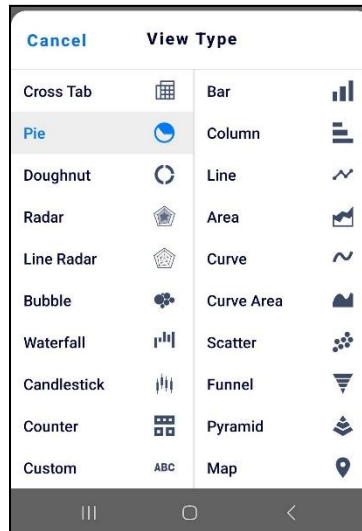 Cancel View Type
Cross Tab
Pie
Doughnut
Radar
Line Radar
Bubble
Waterfall
Candlestick
Counter
Custom ABC
Bar
Column
Line
Area
Curve
Curve Area
Scatter
Funnel
Pyramid
Map